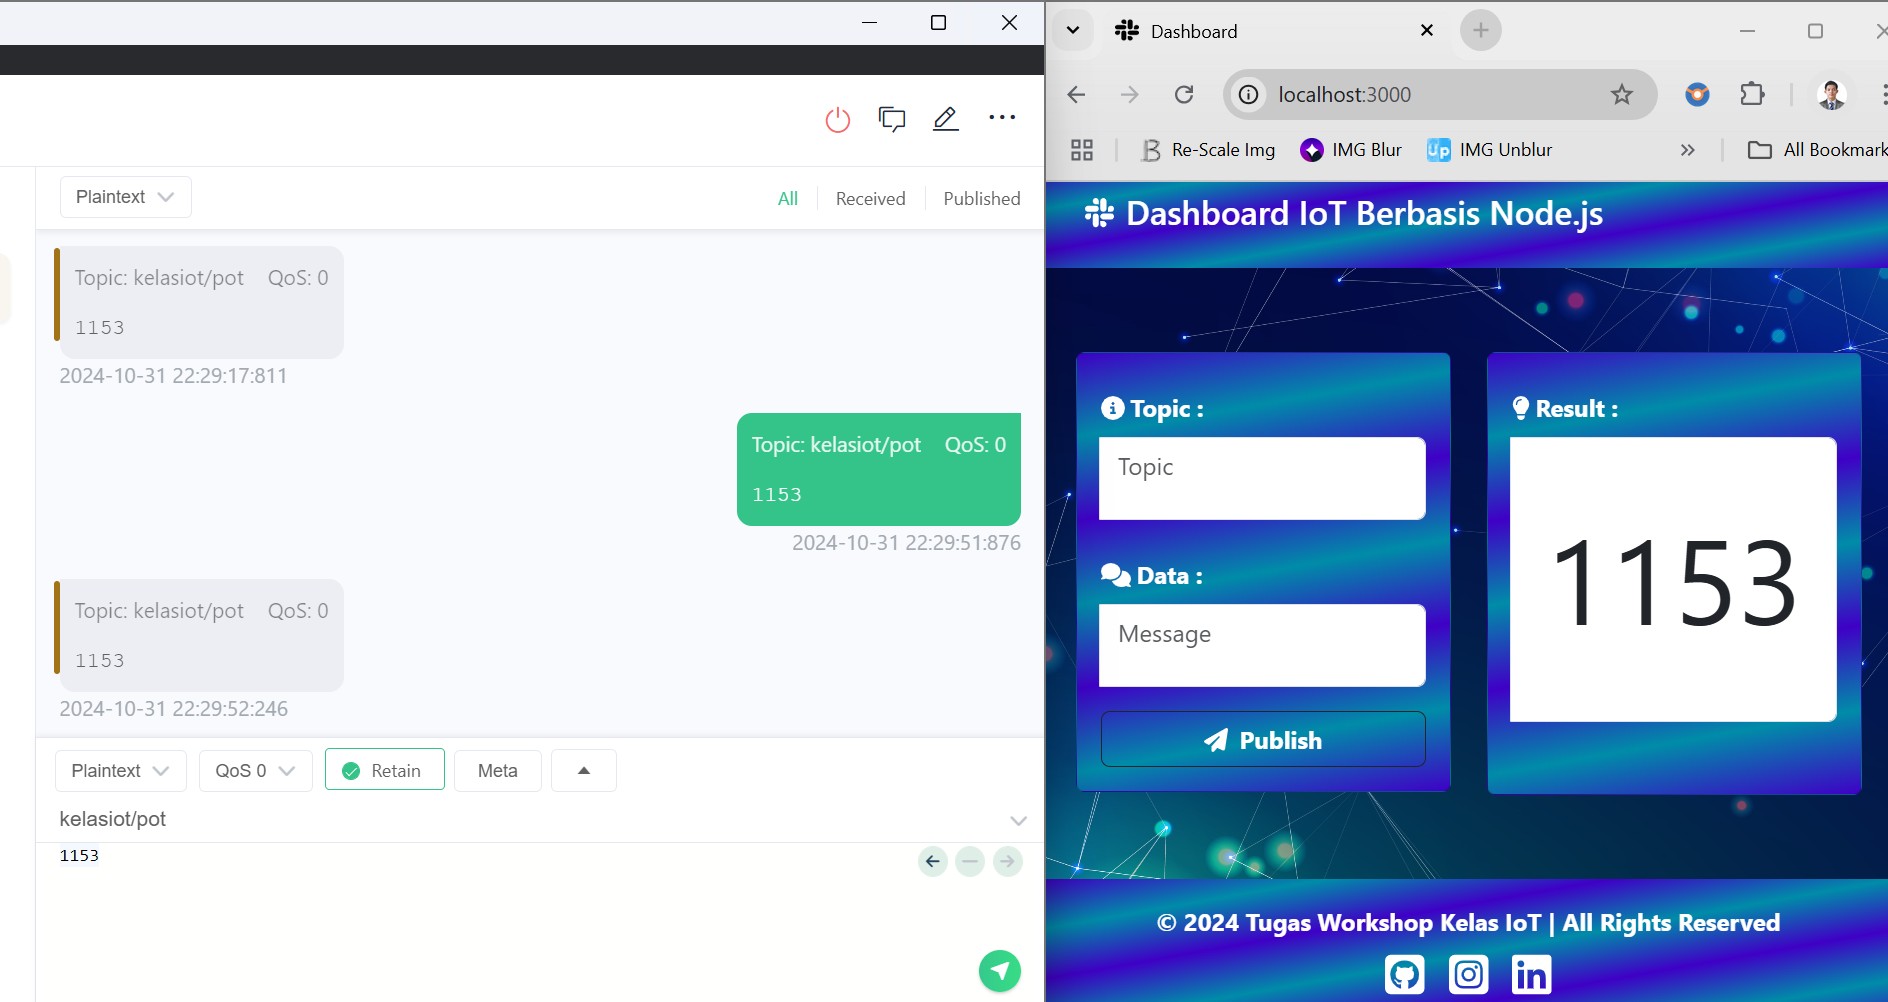 Plaintext
All
Received
Published
Topic: kelasiot/pot QoS: 0
1153
2024-10-31 22:29:17:811
Topic: kelasiot/pot QoS: 0
1153
2024-10-31 22:29:51:876
Topic: kelasiot/pot QoS: 0
1153
2024-10-31 22:29:52:246
Plaintext
QoS 0
Retain
Meta
kelasiot/pot
1153
Dashboard
localhost:3000
Re-Scale Img
IMG Blur
Up
IMG Unblur
All Bookmark
Dashboard IoT Berbasis Node.js
Topic :
Topic
Data :
Message
Publish
Result :
1153
© 2024 Tugas Workshop Kelas IoT | All Rights Reserved
in